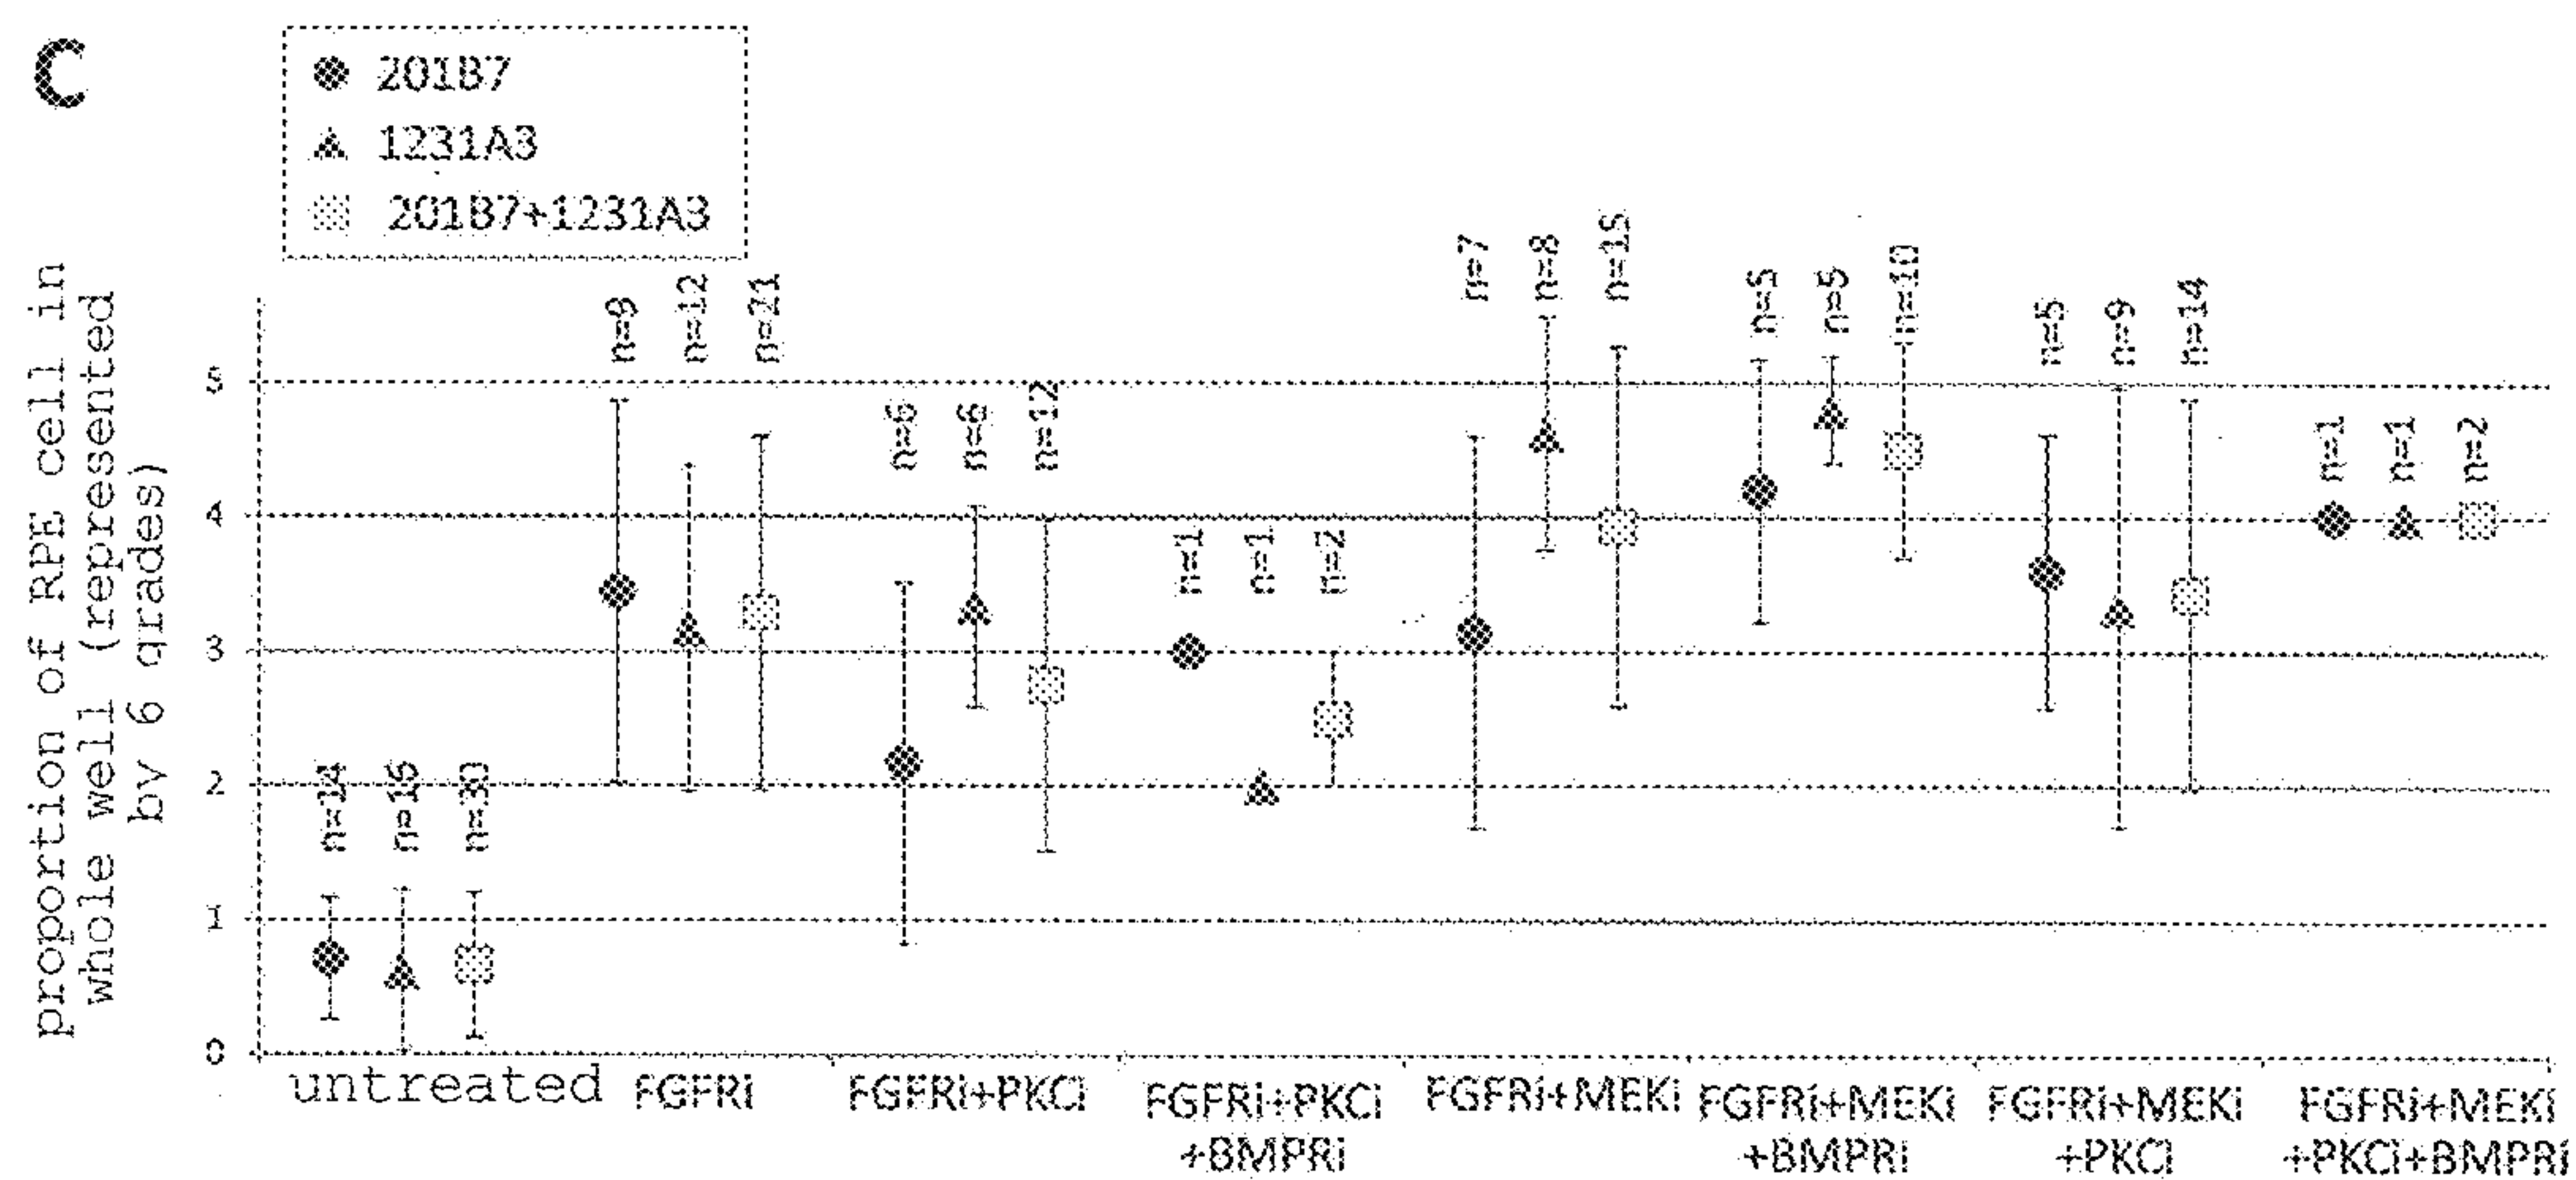 C
201B7
1231A3
201B7+1231A3
proportion of RPE cell in
whole well (represented
by 6 grades)
5
4
3
2
1
0
n=14
n=16
n=30
n=9
n=12
n=21
n=6
n=6
n=12
n=1
n=1
n=2
n=7
n=8
n=15
n=5
n=5
n=10
n=5
n=9
n=14
n=1
n=1
n=2
untreated
FGFRi
FGFRi+PKCi
FGFRi+PKCi
+BMPRi
FGFRi+MEKi
FGFRi+MEKi
+BMPRi
FGFRi+MEKi
+PKCi
FGFRi+MEKi
+PKCi+BMPRi